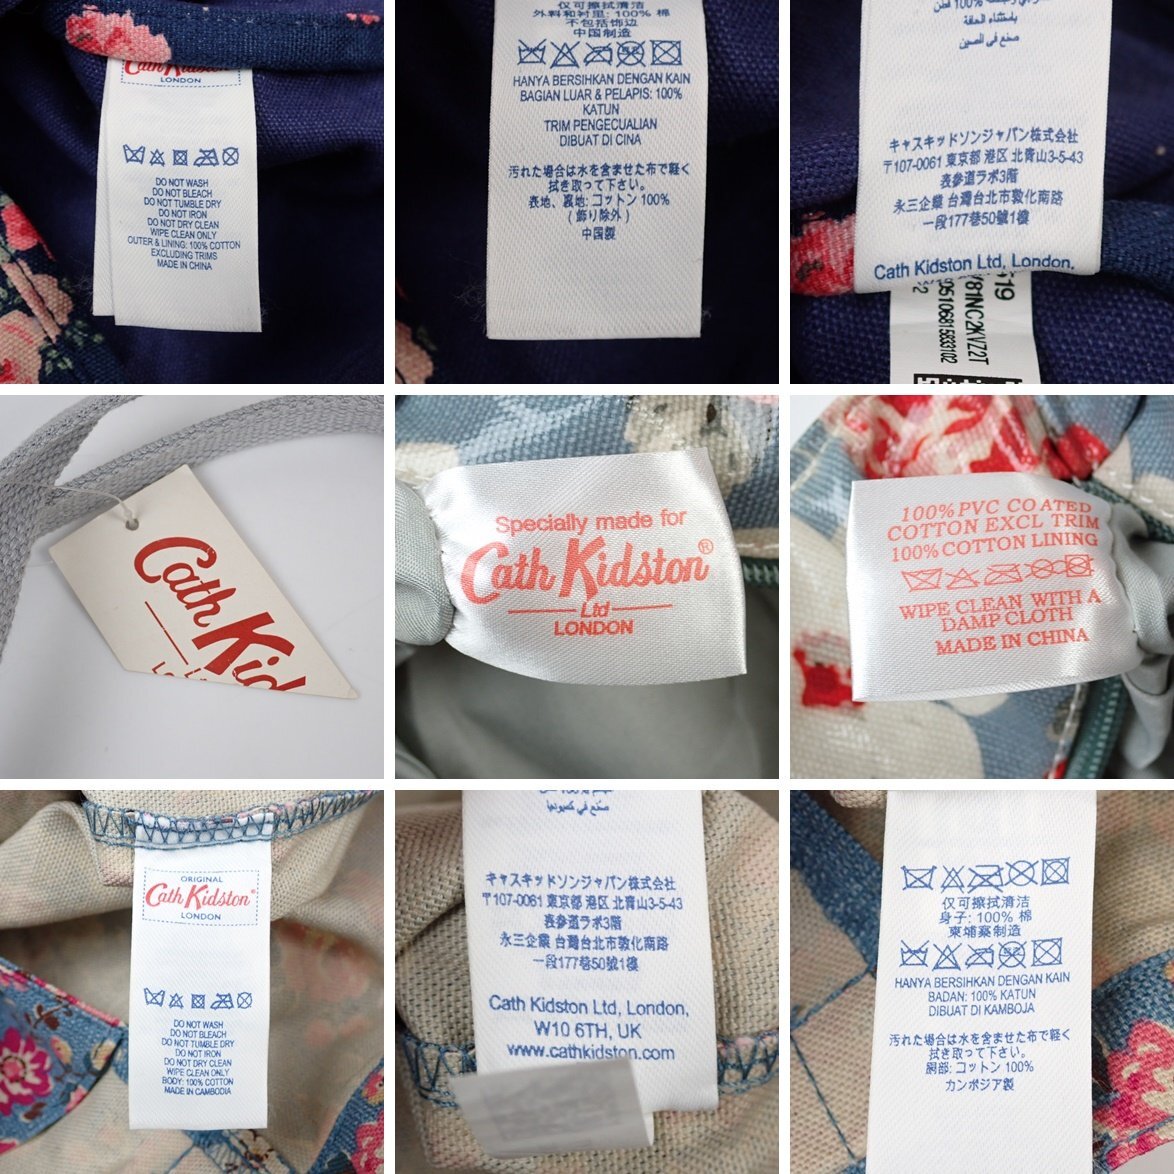 Cath Kidston
LONDON
DO NOT WASH
DO NOT BLEACH
DO NOT TUMBLE DRY
DO NOT IRON
DO NOT DRY CLEAN
WIPE CLEAN ONLY
OUTER & LINING: 100% COTTON
EXCLUDING TRIMS
MADE IN CHINA
仅可擦拭清洁
外料和衬里: 100% 棉
不包括饰边
中国制造
HANYA BERSIHKAN DENGAN KAIN
BAGIAN LUAR & PELAPIS: 100%
KATUN
TRIM PENGECUALIAN
DIBUAT DI CINA
汚れた場合は水を含ませた布で軽く
拭き取って下さい。
表地、裏地: コットン 100%
( 飾り除外 )
中国製
باستثناء الحافة
صنع في الصين
キャスキッドソンジャパン株式会社
〒107-0061 東京都 港区 北青山3-5-43
表参道ラボ3階
永三企業 台灣台北市敦化南路
一段177巷50號1樓
Cath Kidston Ltd, London,
Cath Kid
Specially made for
Cath Kidston®
Ltd
LONDON
100% PVC COATED
COTTON EXCL TRIM
100% COTTON LINING
WIPE CLEAN WITH A
DAMP CLOTH
MADE IN CHINA
ORIGINAL
Cath Kidston®
LONDON
DO NOT WASH
DO NOT BLEACH
DO NOT TUMBLE DRY
DO NOT IRON
DO NOT DRY CLEAN
WIPE CLEAN ONLY
BODY: 100% COTTON
MADE IN CAMBODIA
صنع في كمبوديا
キャスキッドソンジャパン株式会社
〒107-0061 東京都 港区 北青山3-5-43
表参道ラボ3階
永三企業 台灣台北市敦化南路
一段177巷50號1樓
Cath Kidston Ltd, London,
W10 6TH, UK
www.cathkidston.com
仅可擦拭清洁
身子: 100% 棉
柬埔寨制造
HANYA BERSIHKAN DENGAN KAIN
BADAN: 100% KATUN
DIBUAT DI KAMBOJA
汚れた場合は水を含ませた布で軽く
拭き取って下さい。
胴部: コットン 100%
カンボジア製